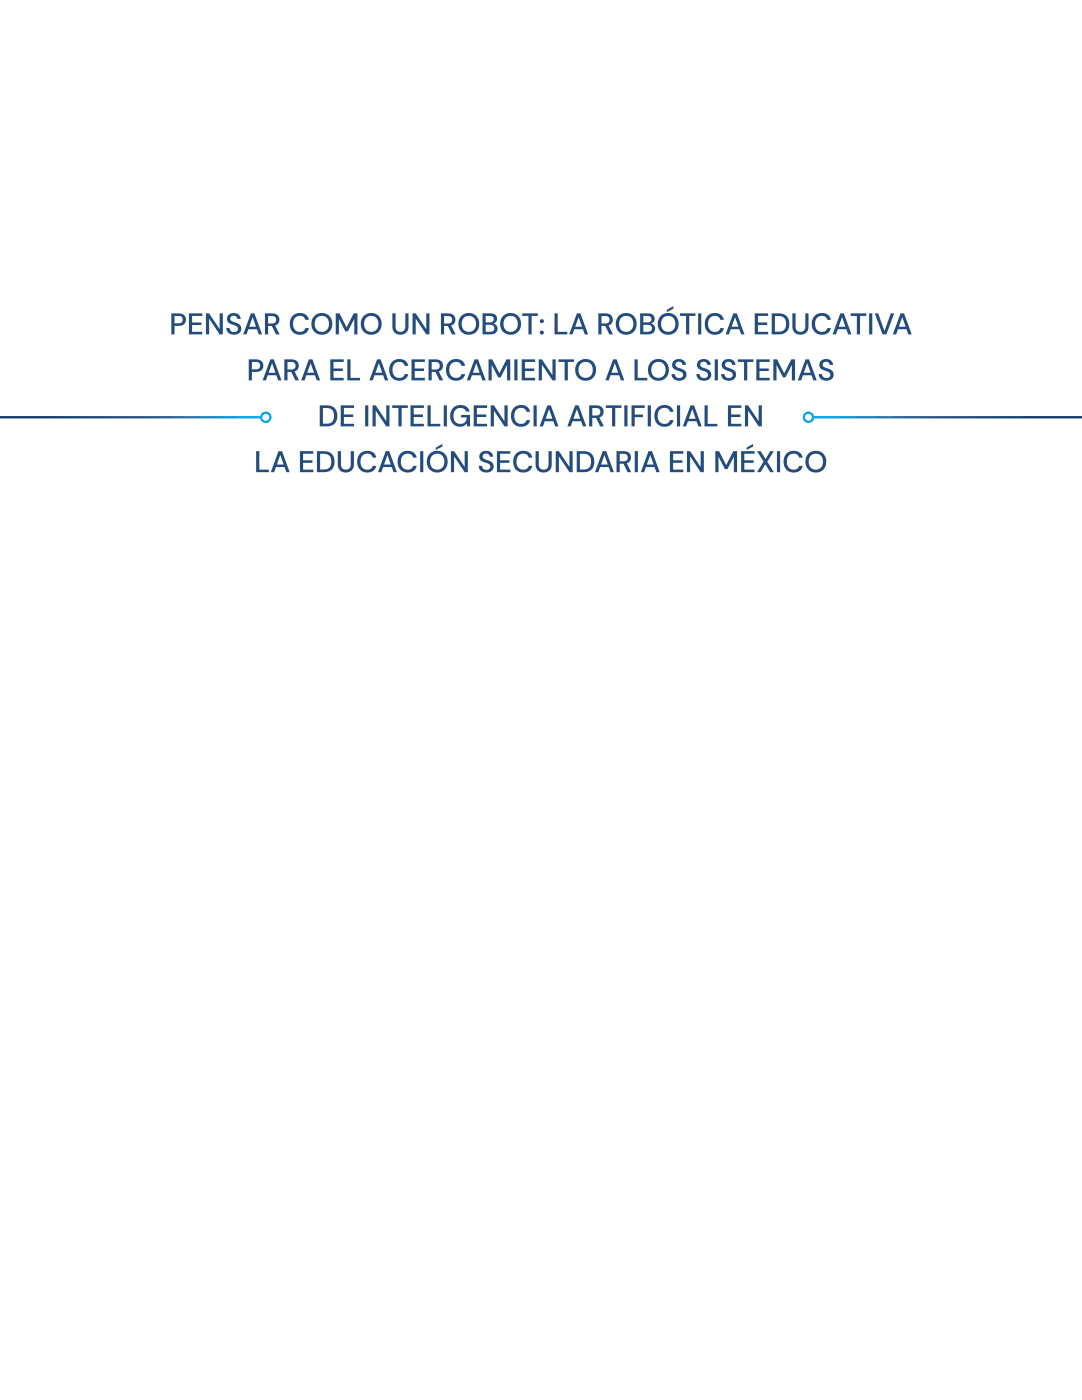 PENSAR COMO UN ROBOT: LA ROBÓTICA EDUCATIVA
PARA EL ACERCAMIENTO A LOS SISTEMAS
DE INTELIGENCIA ARTIFICIAL EN
LA EDUCACIÓN SECUNDARIA EN MÉXICO